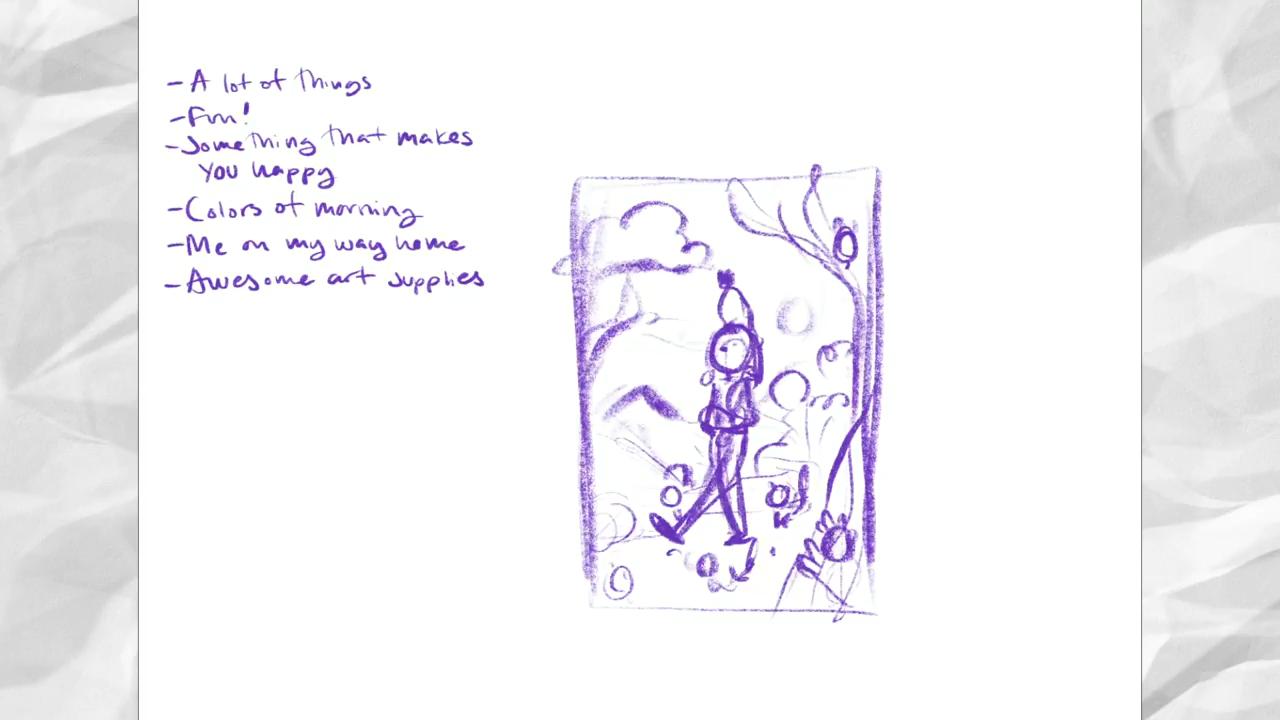 - A lot of things
- Fun!
- Something that makes
you happy
- Colors of morning
- Me on my way home
- Awesome art supplies